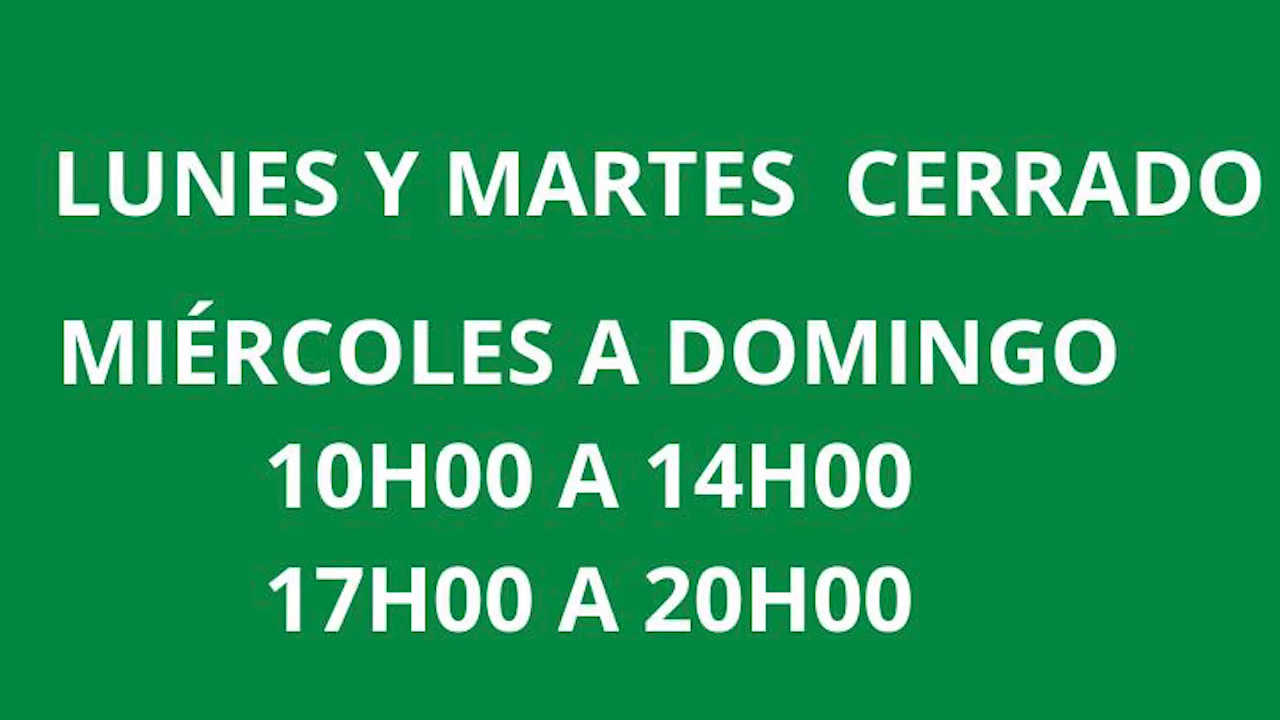 LUNES Y MARTES CERRADO
MIÉRCOLES A DOMINGO
10H00 A 14H00
17H00 A 20H00